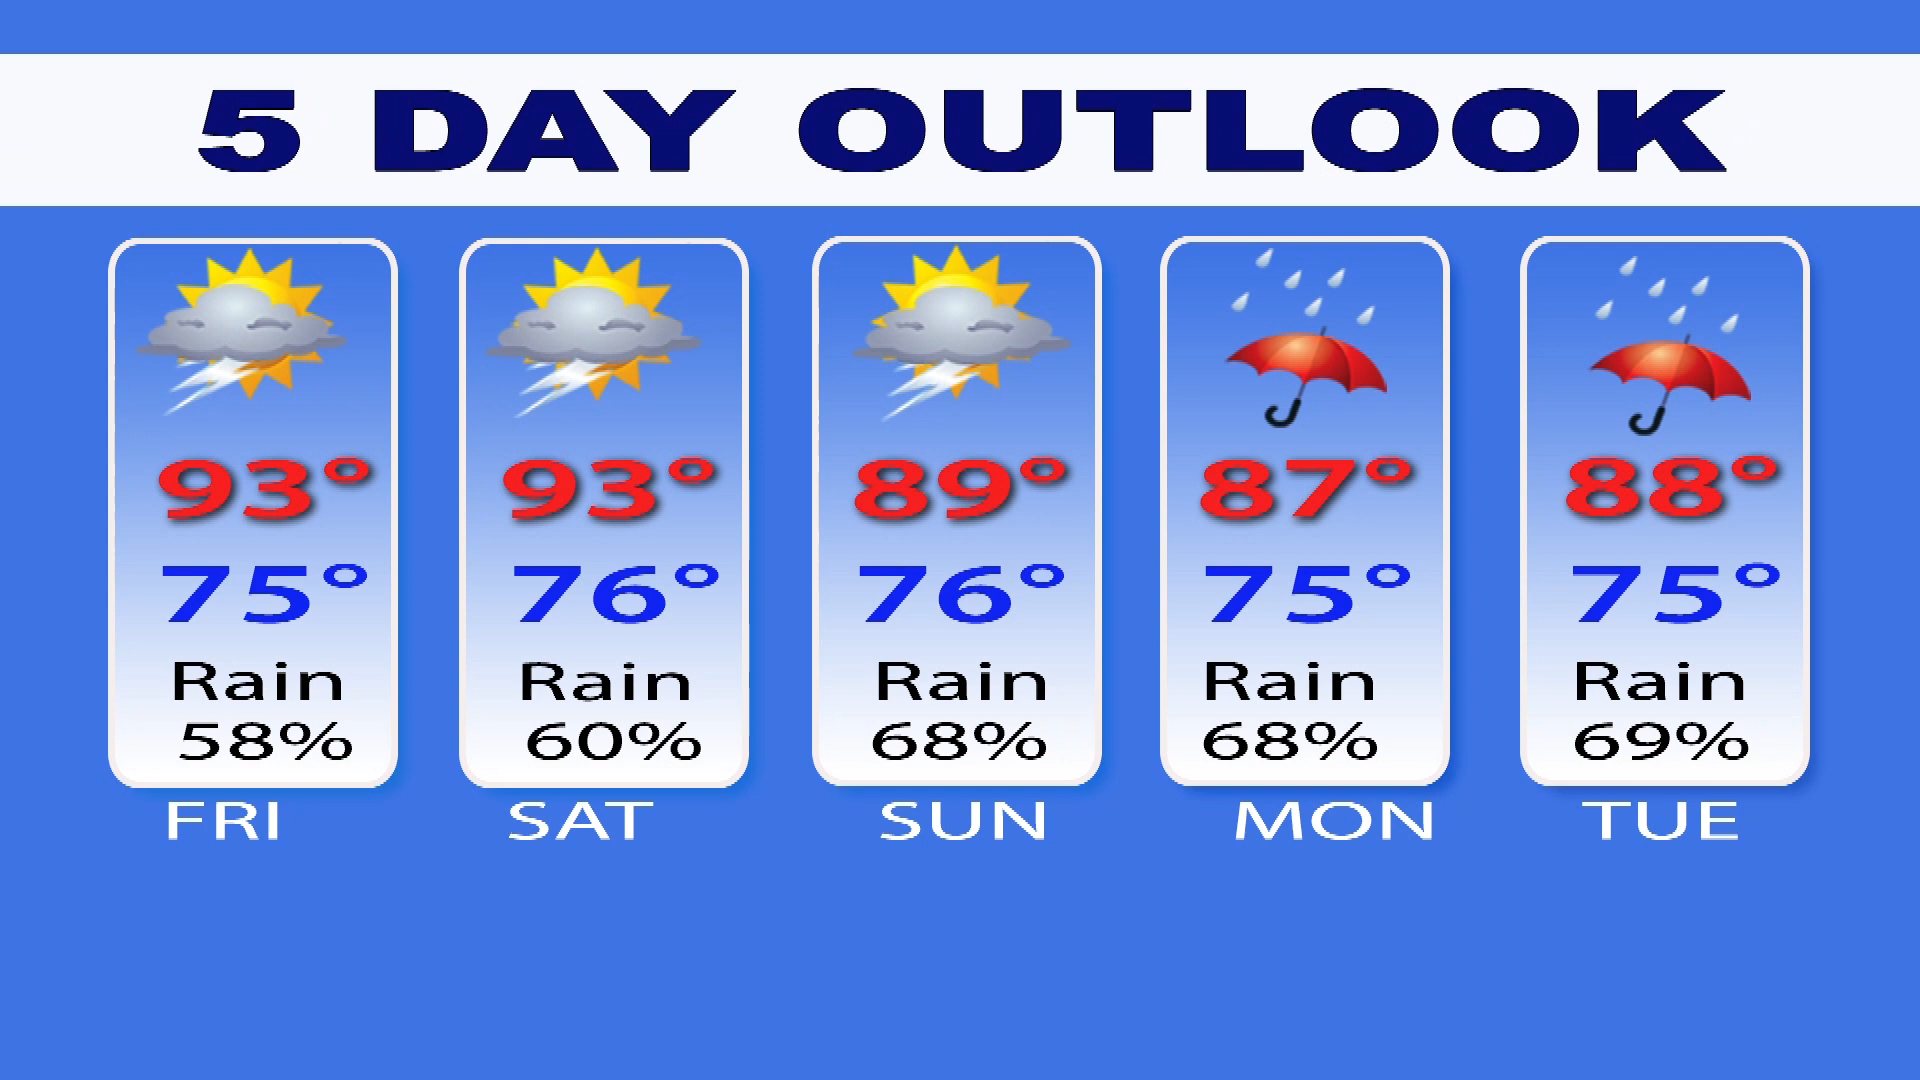 5 DAY OUTLOOK
93° 93° 89° 87° 88°
75° 76° 76° 75° 75°
Rain Rain Rain Rain Rain
58% 60% 68% 68% 69%
FRI SAT SUN MON TUE